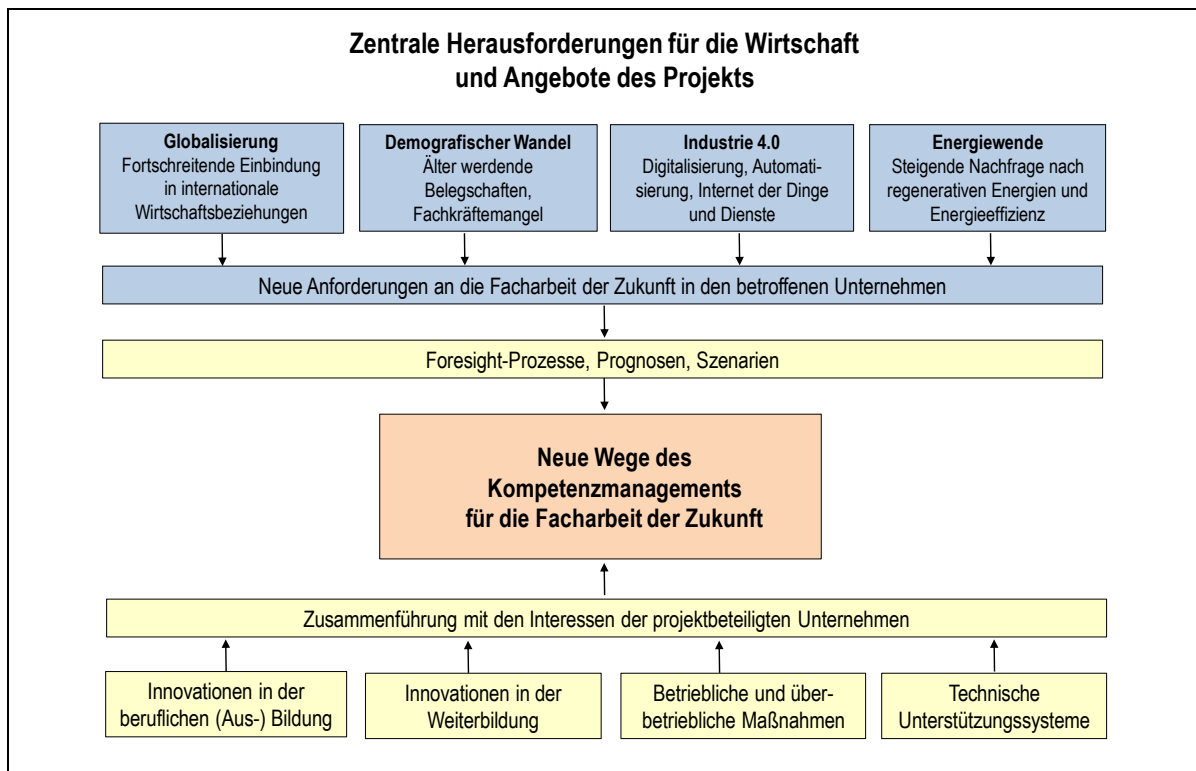 Zentrale Herausforderungen für die Wirtschaft
und Angebote des Projekts
Globalisierung
Fortschreitende Einbindung
in internationale
Wirtschaftsbeziehungen
Demografischer Wandel
Älter werdende
Belegschaften,
Fachkräftemangel
Industrie 4.0
Digitalisierung, Automati-
sierung, Internet der Dinge
und Dienste
Energiewende
Steigende Nachfrage nach
regenerativen Energien und
Energieeffizienz
Neue Anforderungen an die Facharbeit der Zukunft in den betroffenen Unternehmen
Foresight-Prozesse, Prognosen, Szenarien
Neue Wege des
Kompetenzmanagements
für die Facharbeit der Zukunft
Zusammenführung mit den Interessen der projektbeteiligten Unternehmen
Innovationen in der
beruflichen (Aus-) Bildung
Innovationen in der
Weiterbildung
Betriebliche und über-
betriebliche Maßnahmen
Technische
Unterstützungssysteme